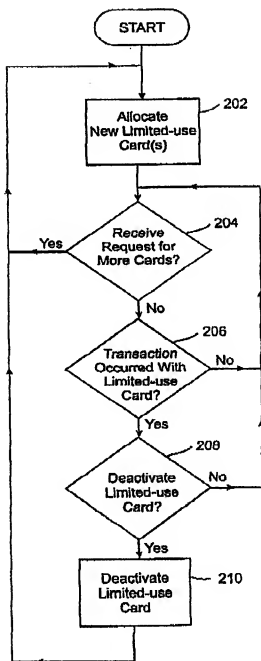 START
Allocate
New Limited-use
Card(s)
202
Receive
Request for
More Cards?
204
Yes
No
Transaction
Occurred With
Limited-use
Card?
206
No
Yes
Deactivate
Limited-use
Card?
208
No
Yes
Deactivate
Limited-use
Card
210